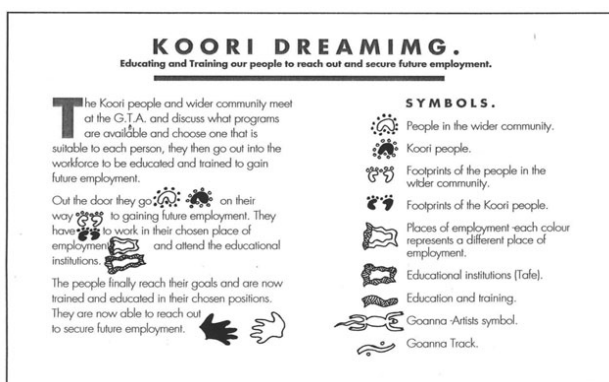 KOORI DREAMIMG.
Educating and Training our people to reach out and secure future employment.
The Koori people and wider community meet
at the G.T.A. and discuss what programs
are available and choose one that is
suitable to each person, they then go out into the
workforce to be educated and trained to gain
future employment.
Out the door they go on their
way to gaining future employment. They
have to work in their chosen place of
employment and attend the educational
institutions.
The people finally reach their goals and are now
trained and educated in their chosen positions.
They are now able to reach out
to secure future employment.
SYMBOLS.
People in the wider community.
Koori people.
Footprints of the people in the
wider community.
Footprints of the Koori people.
Places of employment -each colour
represents a different place of
employment.
Educational institutions (Tafe).
Education and training.
Goanna -Artists symbol.
Goanna Track.